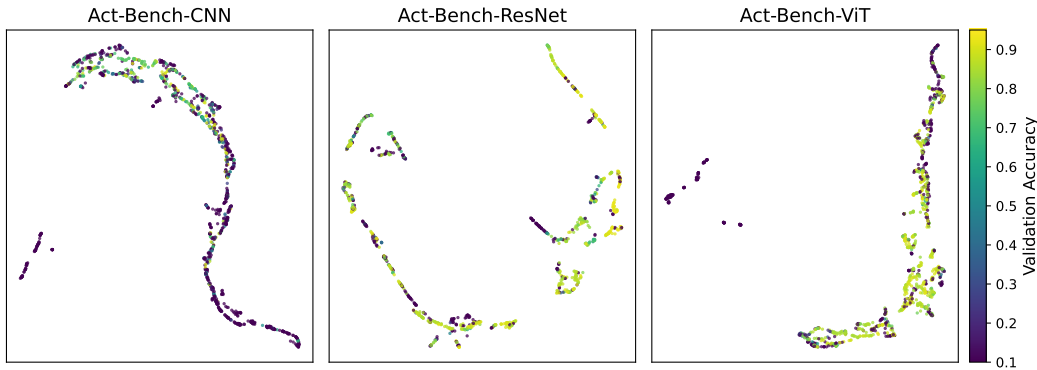 Act-Bench-CNN
Act-Bench-ResNet
Act-Bench-ViT
0.9
0.8
0.7
0.6
0.5
0.4
0.3
0.2
0.1
Validation Accuracy